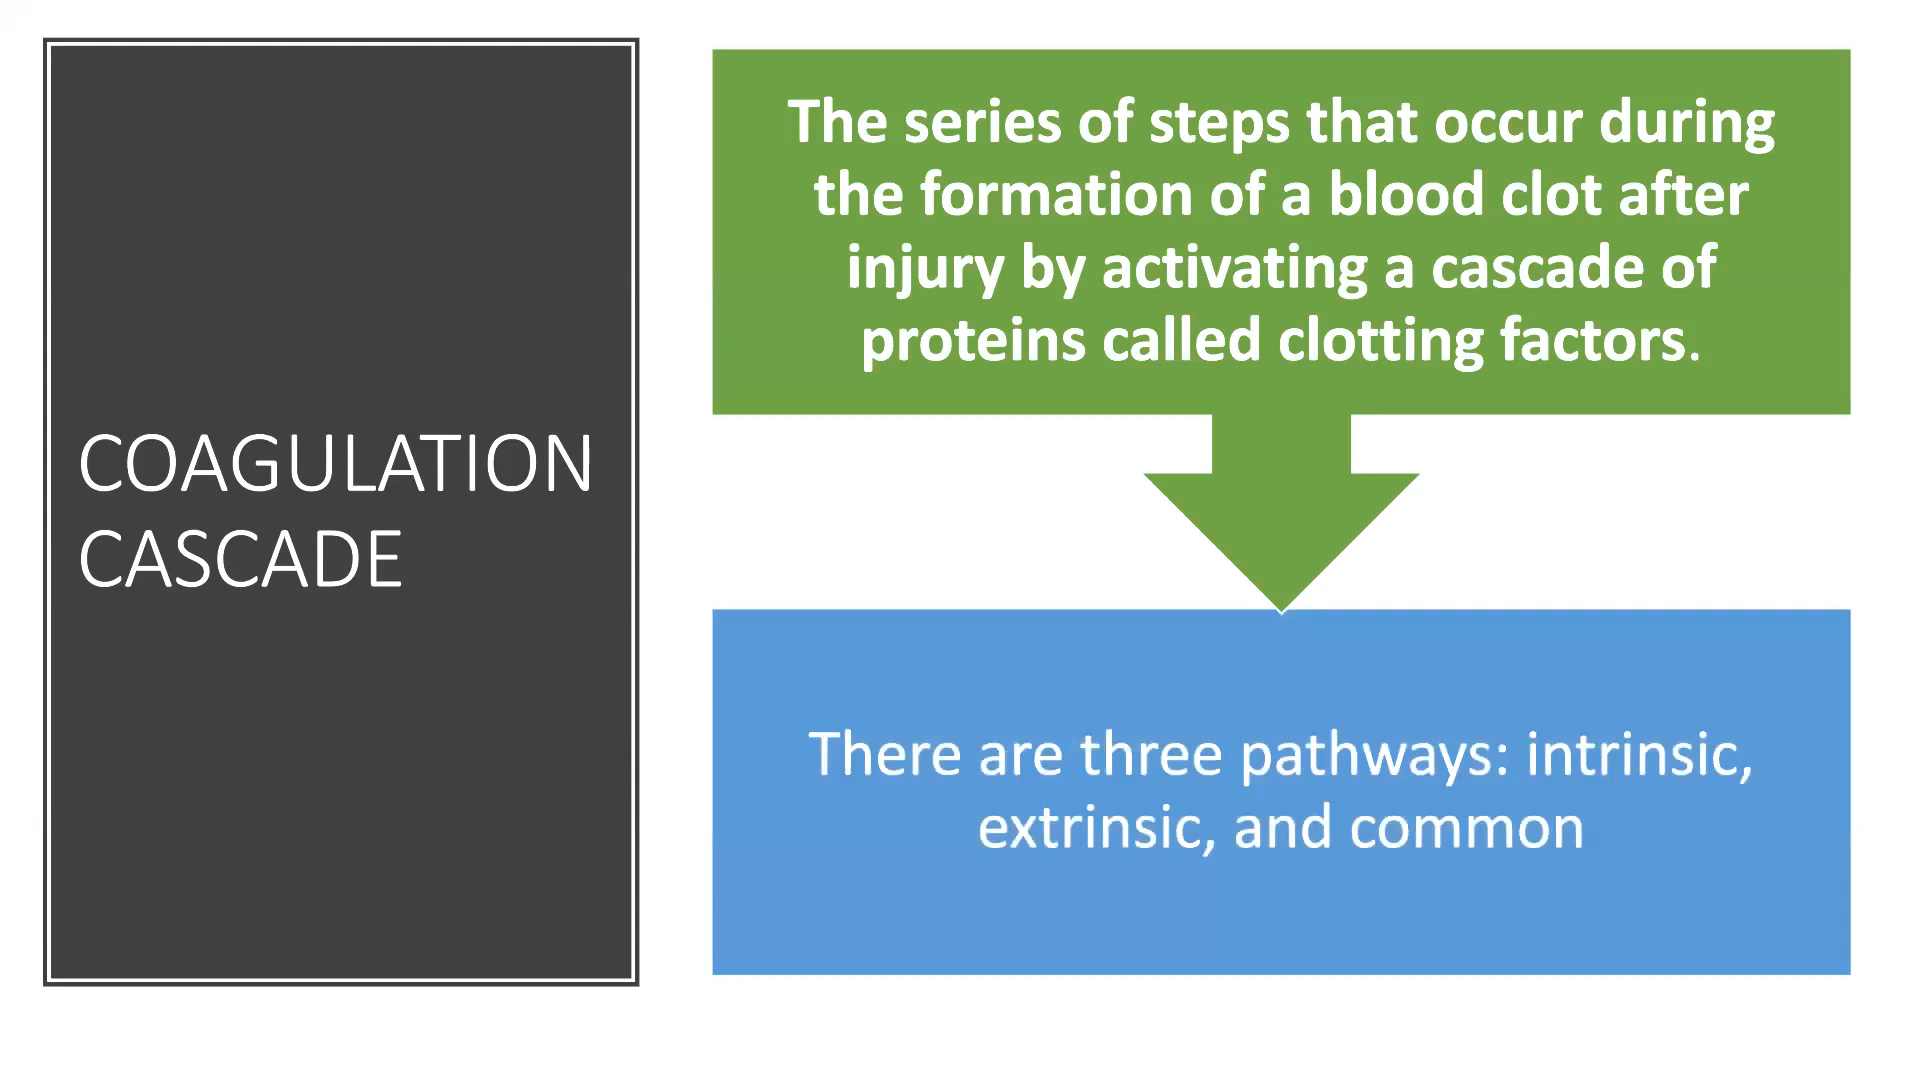 COAGULATION
CASCADE
The series of steps that occur during
the formation of a blood clot after
injury by activating a cascade of
proteins called clotting factors.
There are three pathways: intrinsic,
extrinsic, and common